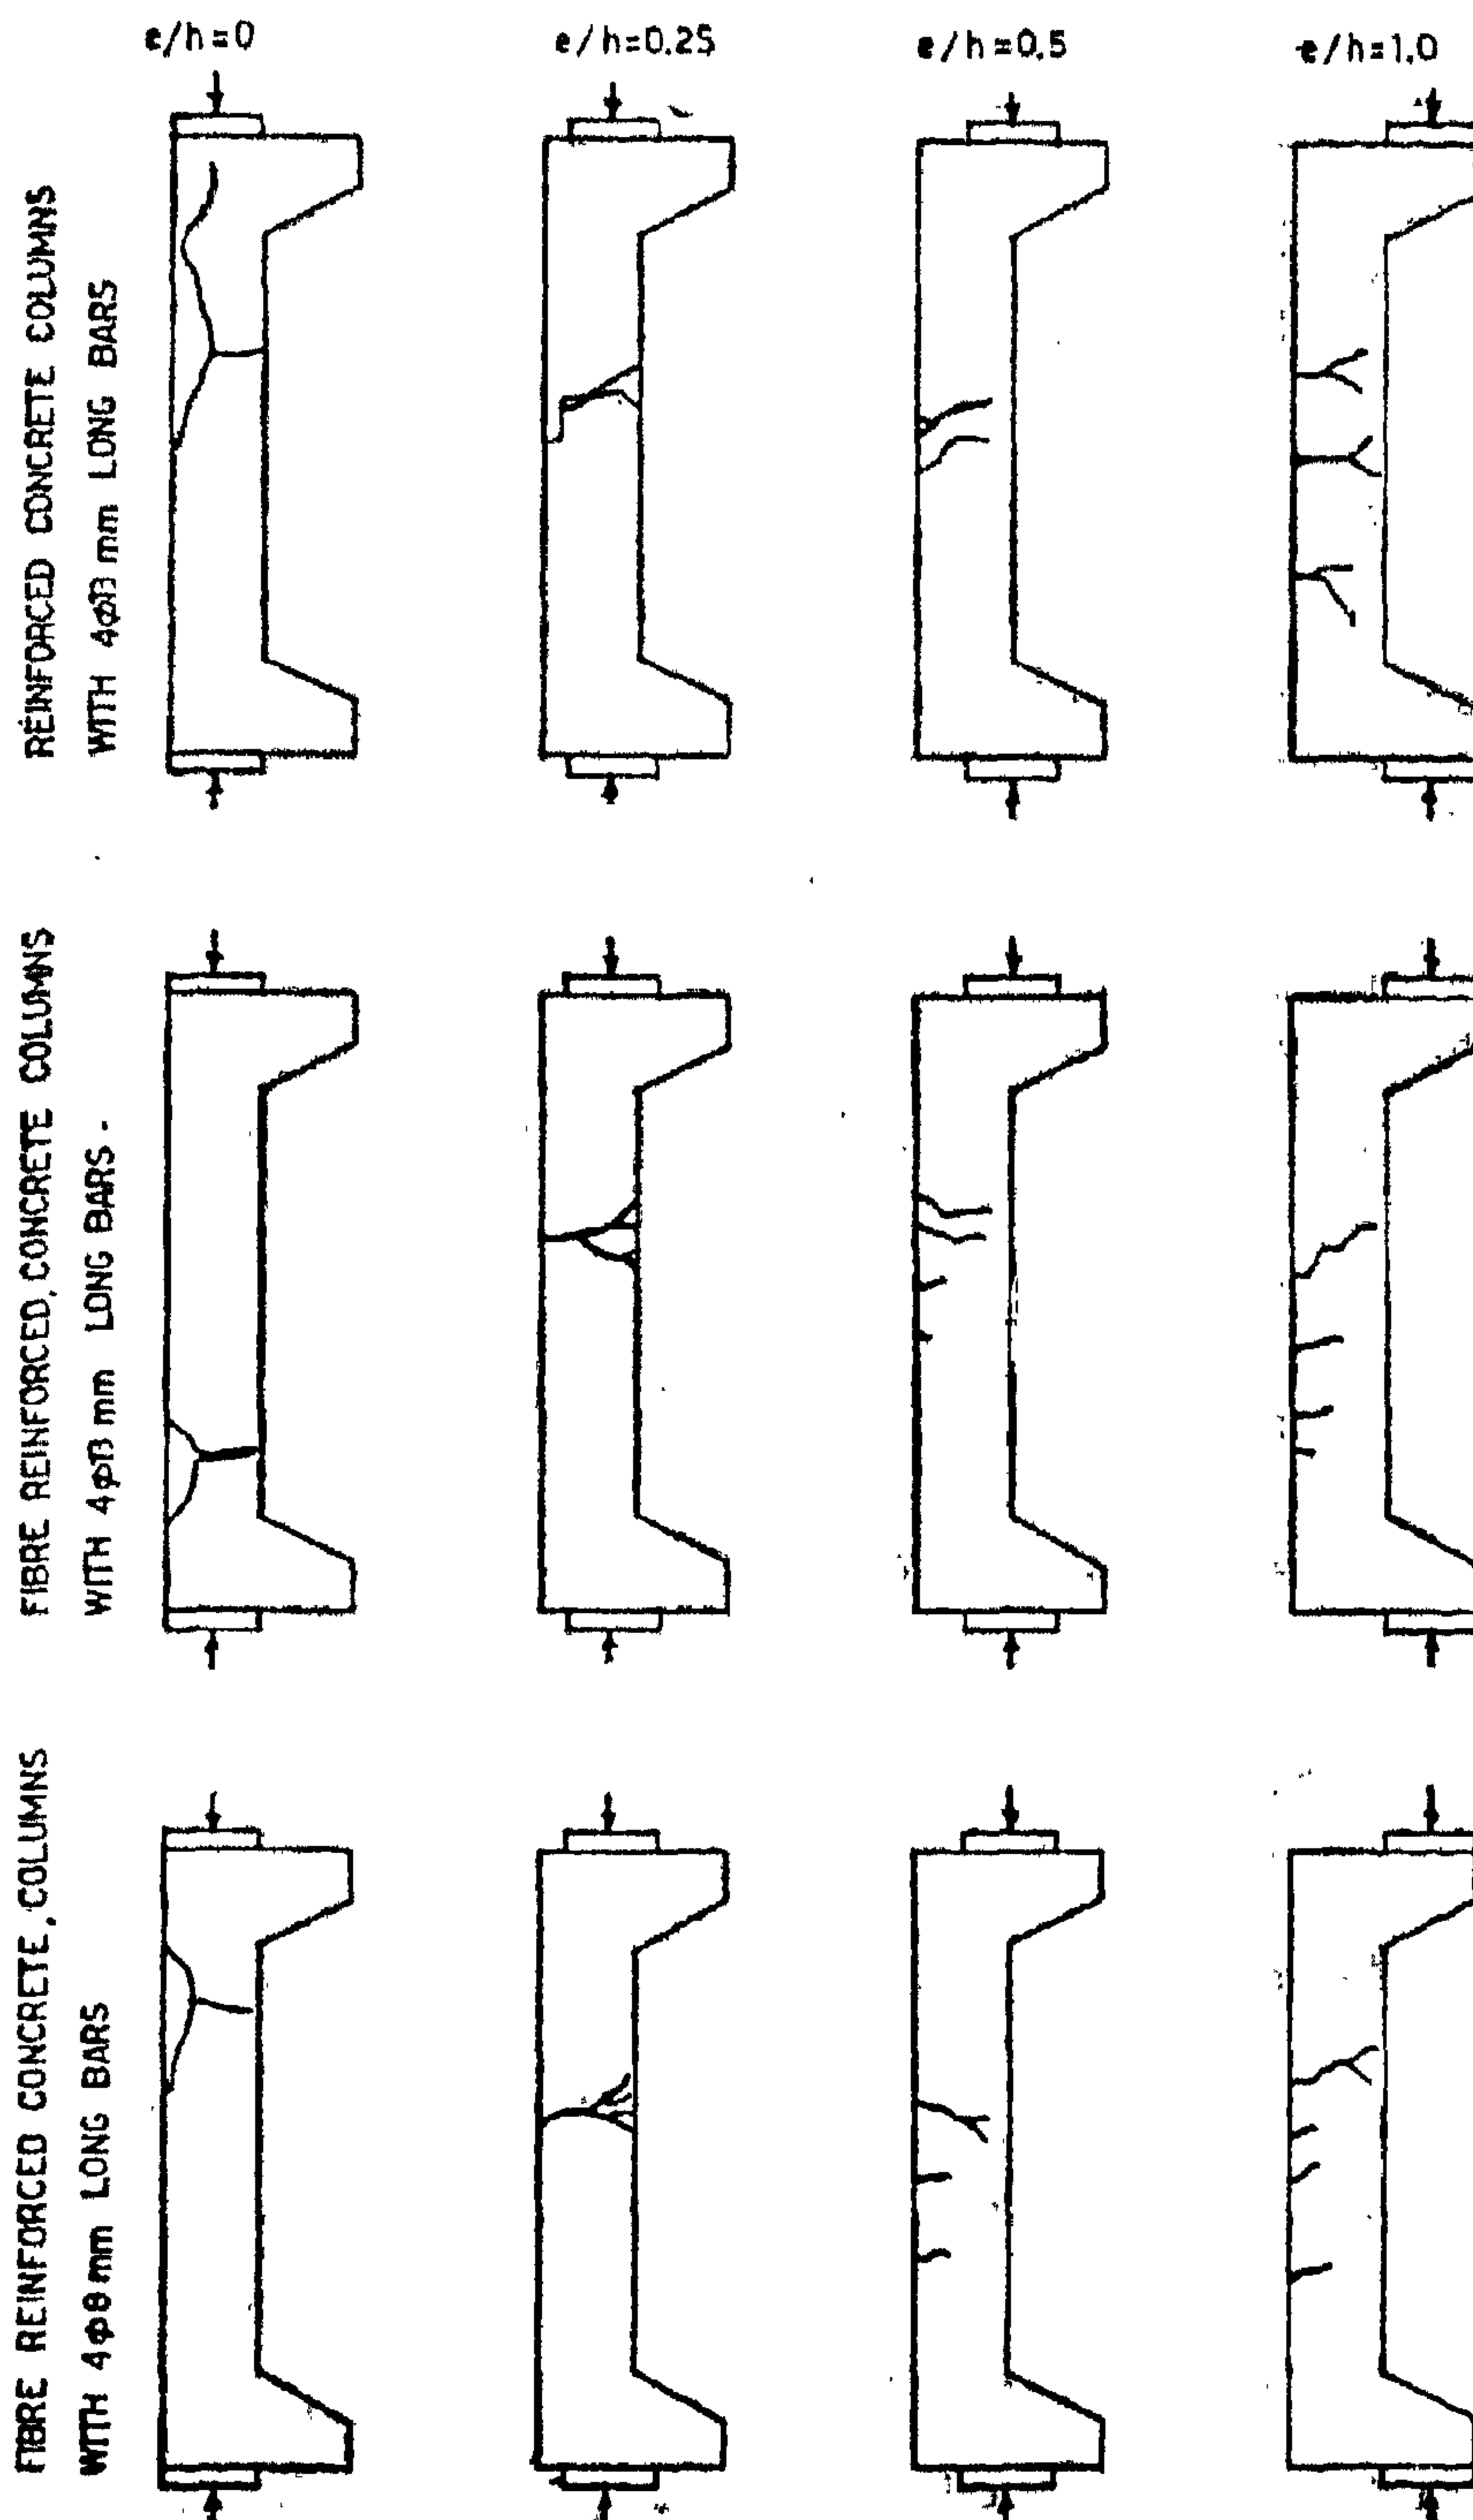 e/h=0
e/h=0.25
e/h=0.5
e/h=1.0
REINFORCED CONCRETE COLUMNS
WITH 4φ13 mm LONG BARS
FIBRE REINFORCED CONCRETE COLUMNS
WITH 4φ13 mm LONG BARS
FIBRE REINFORCED CONCRETE COLUMNS
WITH 4φ8 mm LONG BARS